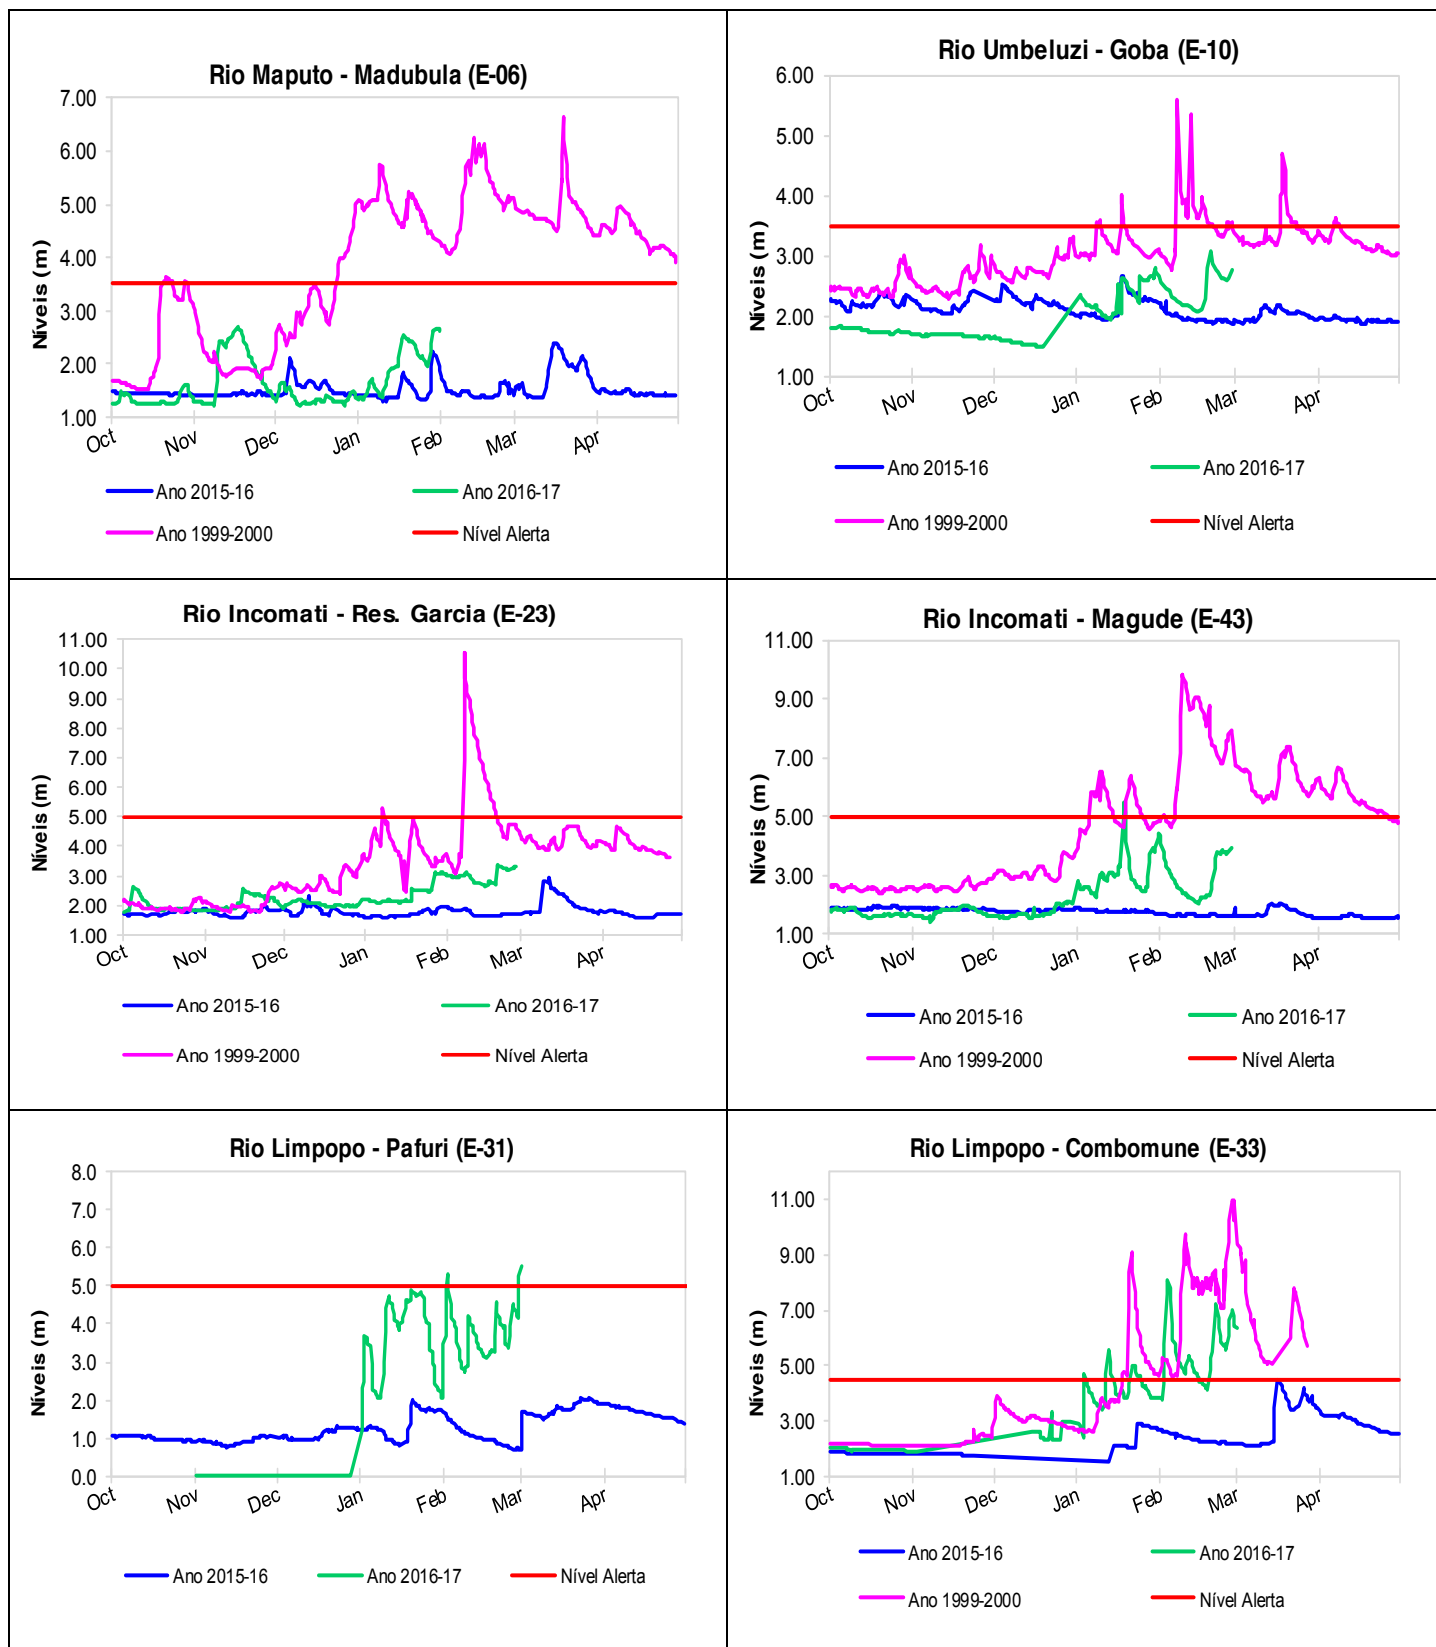 Rio Maputo - Madubula (E-06)
Níveis (m)
7.00
6.00
5.00
4.00
3.00
2.00
1.00
Oct Nov Dec Jan Feb Mar Apr
Ano 2015-16 Ano 2016-17
Ano 1999-2000 Nível Alerta
Rio Umbeluzi - Goba (E-10)
Níveis (m)
6.00
5.00
4.00
3.00
2.00
1.00
Oct Nov Dec Jan Feb Mar Apr
Ano 2015-16 Ano 2016-17
Ano 1999-2000 Nível Alerta
Rio Incomati - Res. Garcia (E-23)
Níveis (m)
11.00
10.00
9.00
8.00
7.00
6.00
5.00
4.00
3.00
2.00
1.00
Oct Nov Dec Jan Feb Mar Apr
Ano 2015-16 Ano 2016-17
Ano 1999-2000 Nível Alerta
Rio Incomati - Magude (E-43)
Níveis (m)
11.00
9.00
7.00
5.00
3.00
1.00
Oct Nov Dec Jan Feb Mar Apr
Ano 2015-16 Ano 2016-17
Ano 1999-2000 Nível Alerta
Rio Limpopo - Pafuri (E-31)
Níveis (m)
8.0
7.0
6.0
5.0
4.0
3.0
2.0
1.0
0.0
Oct Nov Dec Jan Feb Mar Apr
Ano 2015-16 Ano 2016-17 Nível Alerta
Rio Limpopo - Combomune (E-33)
Níveis (m)
11.00
9.00
7.00
5.00
3.00
1.00
Oct Nov Dec Jan Feb Mar Apr
Ano 2015-16 Ano 2016-17
Ano 1999-2000 Nível Alerta